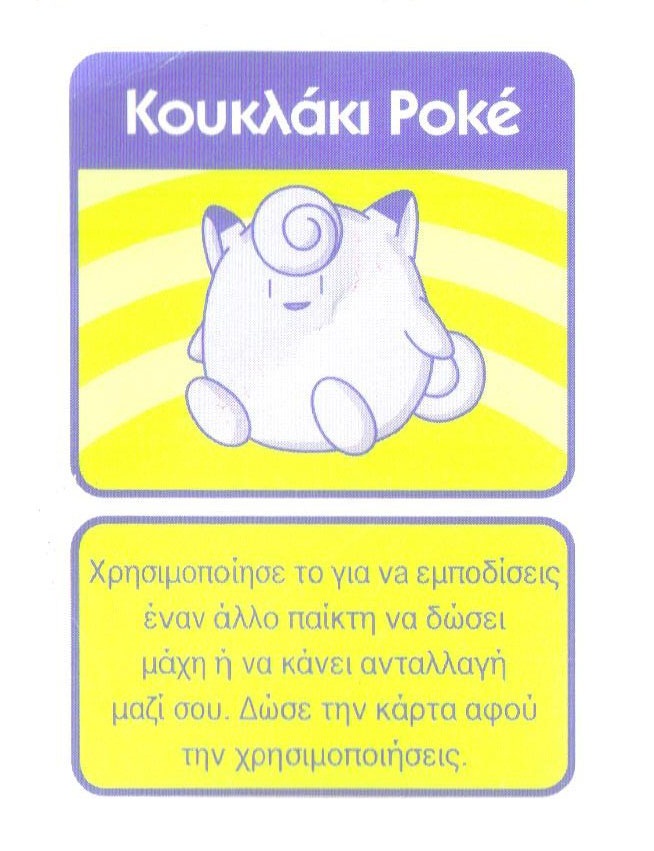 Κουκλάκι Poké
Χρησιμοποίησε το για να εμποδίσεις
έναν άλλο παίκτη να δώσει
μάχη ή να κάνει ανταλλαγή
μαζί σου. Δώσε την κάρτα αφού
την χρησιμοποιήσεις.